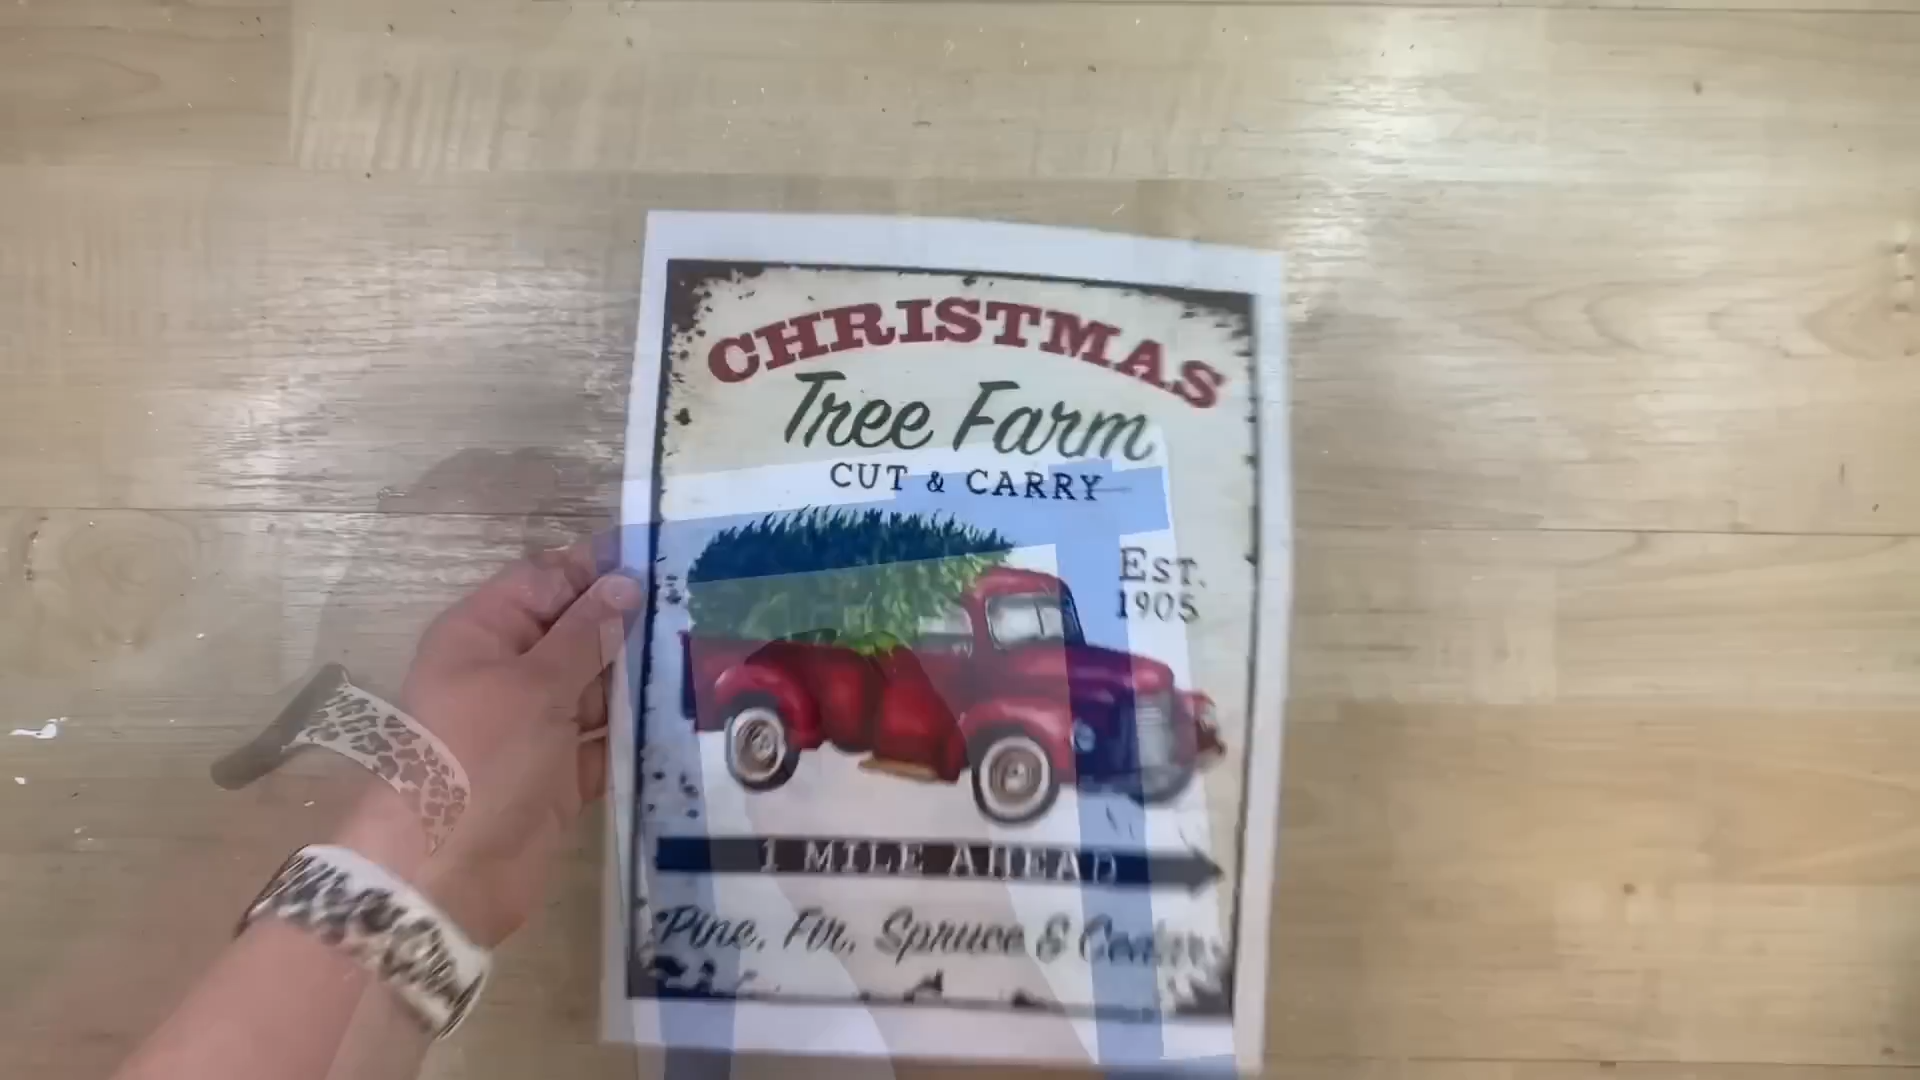 CHRISTMAS
Tree Farm
CUT & CARRY
EST.
1905
1 MILE AHEAD
Pine, Fir, Spruce & Cedar